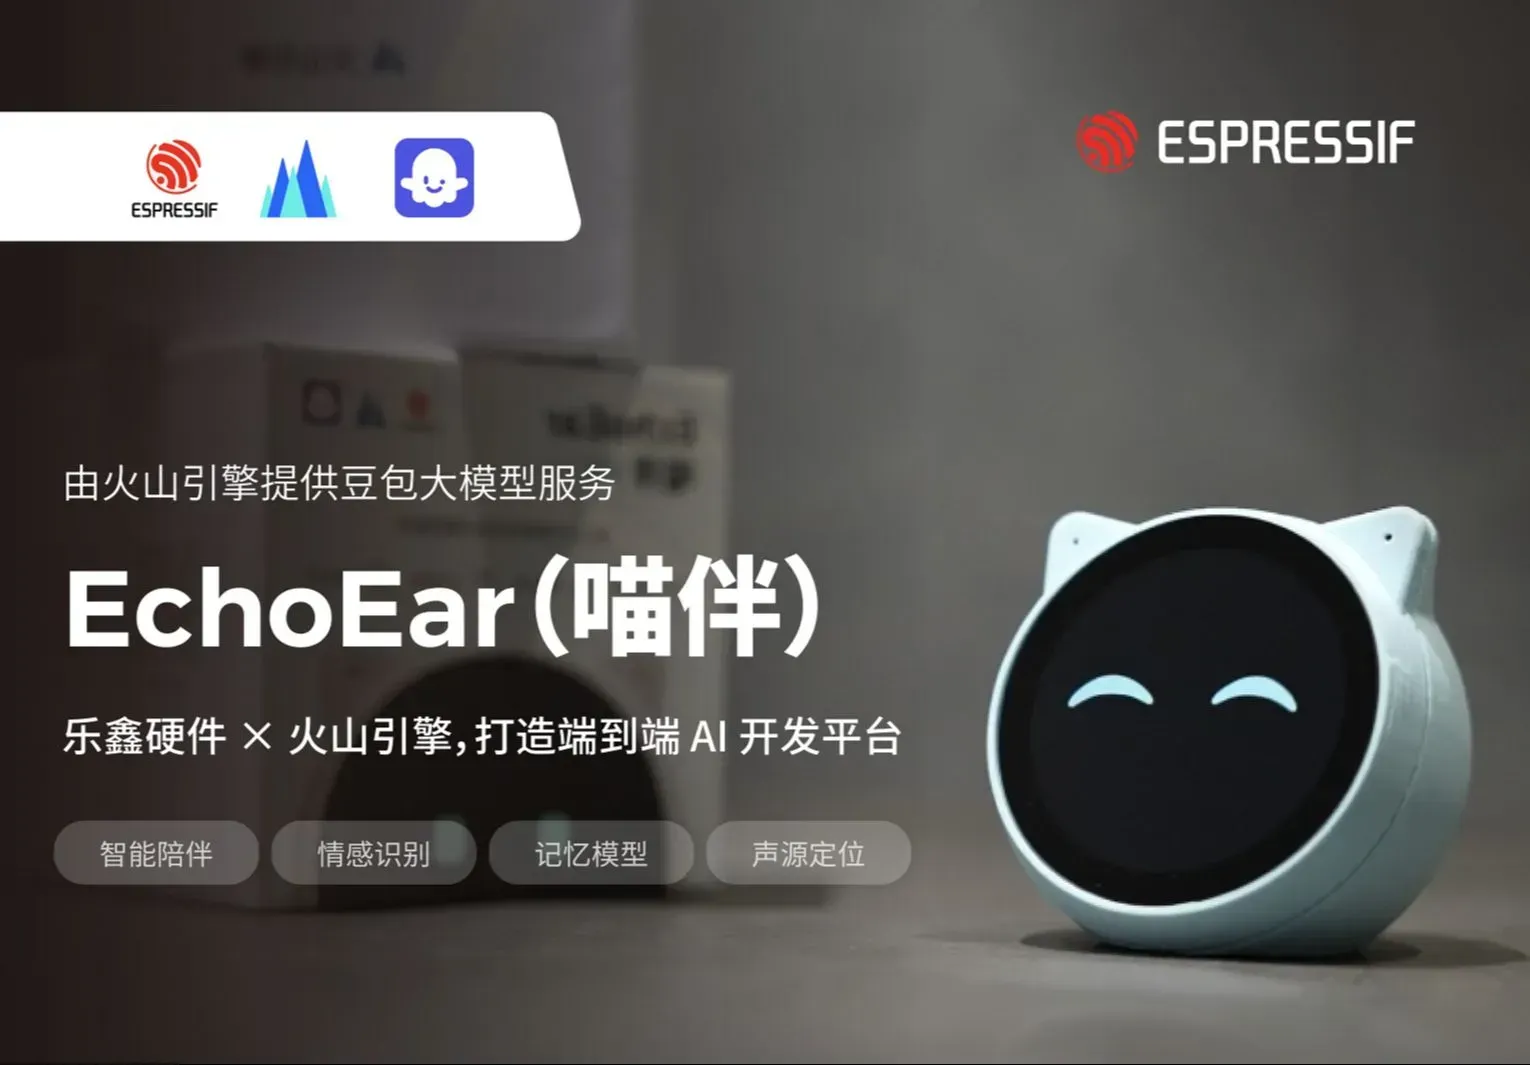 ESPRESSIF
ESPRESSIF
由火山引擎提供豆包大模型服务
EchoEar(喵伴)
乐鑫硬件 × 火山引擎,打造端到端 AI 开发平台
智能陪伴
情感识别
记忆模型
声源定位